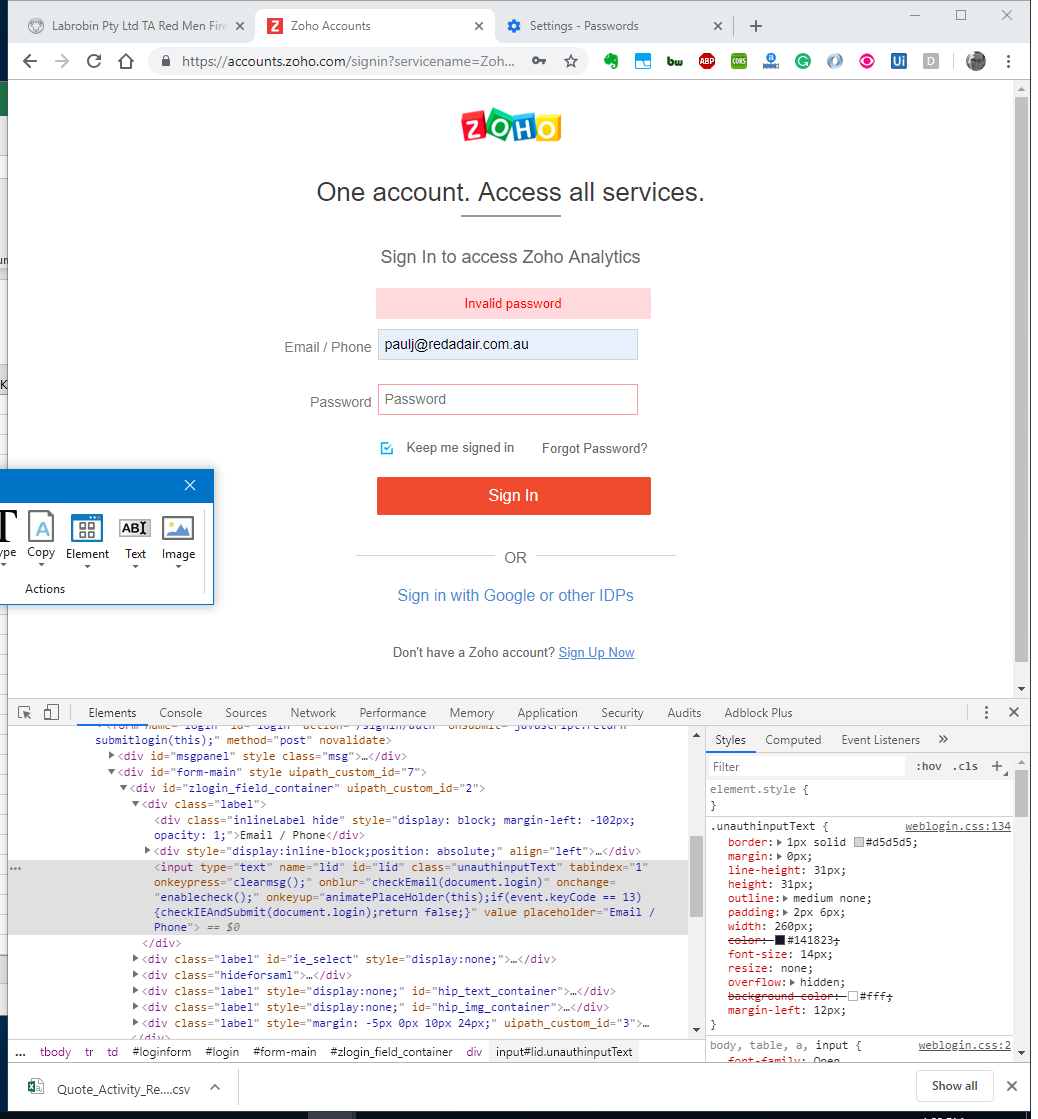 Labrobin Pty Ltd TA Red Men Fire
Zoho Accounts
Settings - Passwords
https://accounts.zoho.com/signin?servicename=Zoh...
bw
ABP
CORS
a
G
Ui
D
ZOHO
One account. Access all services.
Sign In to access Zoho Analytics
Invalid password
Email / Phone
paulj@redadair.com.au
Password
Password
Keep me signed in
Forgot Password?
Sign In
OR
Sign in with Google or other IDPs
Don't have a Zoho account? Sign Up Now
K
T
A
ABI
ype
Copy
Element
Text
Image
Actions
Elements
Console
Sources
Network
Performance
Memory
Application
Security
Audits
Adblock Plus
submitlogin(this);" method="post" novalidate>
<div id="msgpanel" style class="msg">…</div>
<div id="form-main" style uipath_custom_id="7">
<div id="zlogin_field_container" uipath_custom_id="2">
<div class="label">
<div class="inlineLabel hide" style="display: block; margin-left: -102px;
opacity: 1;">Email / Phone</div>
<div style="display:inline-block;position: absolute;" align="left">…</div>
<input type="text" name="lid" id="lid" class="unauthinputText" tabindex="1"
onkeypress="clearmsg();" onblur="checkEmail(document.login)" onchange=
"enablecheck();" onkeyup="animatePlaceHolder(this);if(event.keyCode == 13)
{checkIEAndSubmit(document.login);return false;}" value placeholder="Email /
Phone"> == $0
</div>
<div class="label" id="ie_select" style="display:none;">…</div>
<div class="hideforsaml">…</div>
<div class="label" style="display:none;" id="hip_text_container">…</div>
<div class="label" style="display:none;" id="hip_img_container">…</div>
<div class="label" style="margin: -5px 0px 10px 24px;" uipath_custom_id="3">…
</div>
... tbody tr td #loginform #login #form-main #zlogin_field_container div input#lid.unauthinputText
Styles
Computed
Event Listeners
»
Filter
:hov .cls +
element.style {
}
.unauthinputText {
weblogin.css:134
border: 1px solid #d5d5d5;
margin: 0px;
line-height: 31px;
height: 31px;
outline: medium none;
padding: 2px 6px;
width: 260px;
color: #141823;
font-size: 14px;
resize: none;
overflow: hidden;
background-color: #fff;
margin-left: 12px;
}
body, table, a, input {
weblogin.css:2
font-family: Open
Quote_Activity_Re....csv
Show all